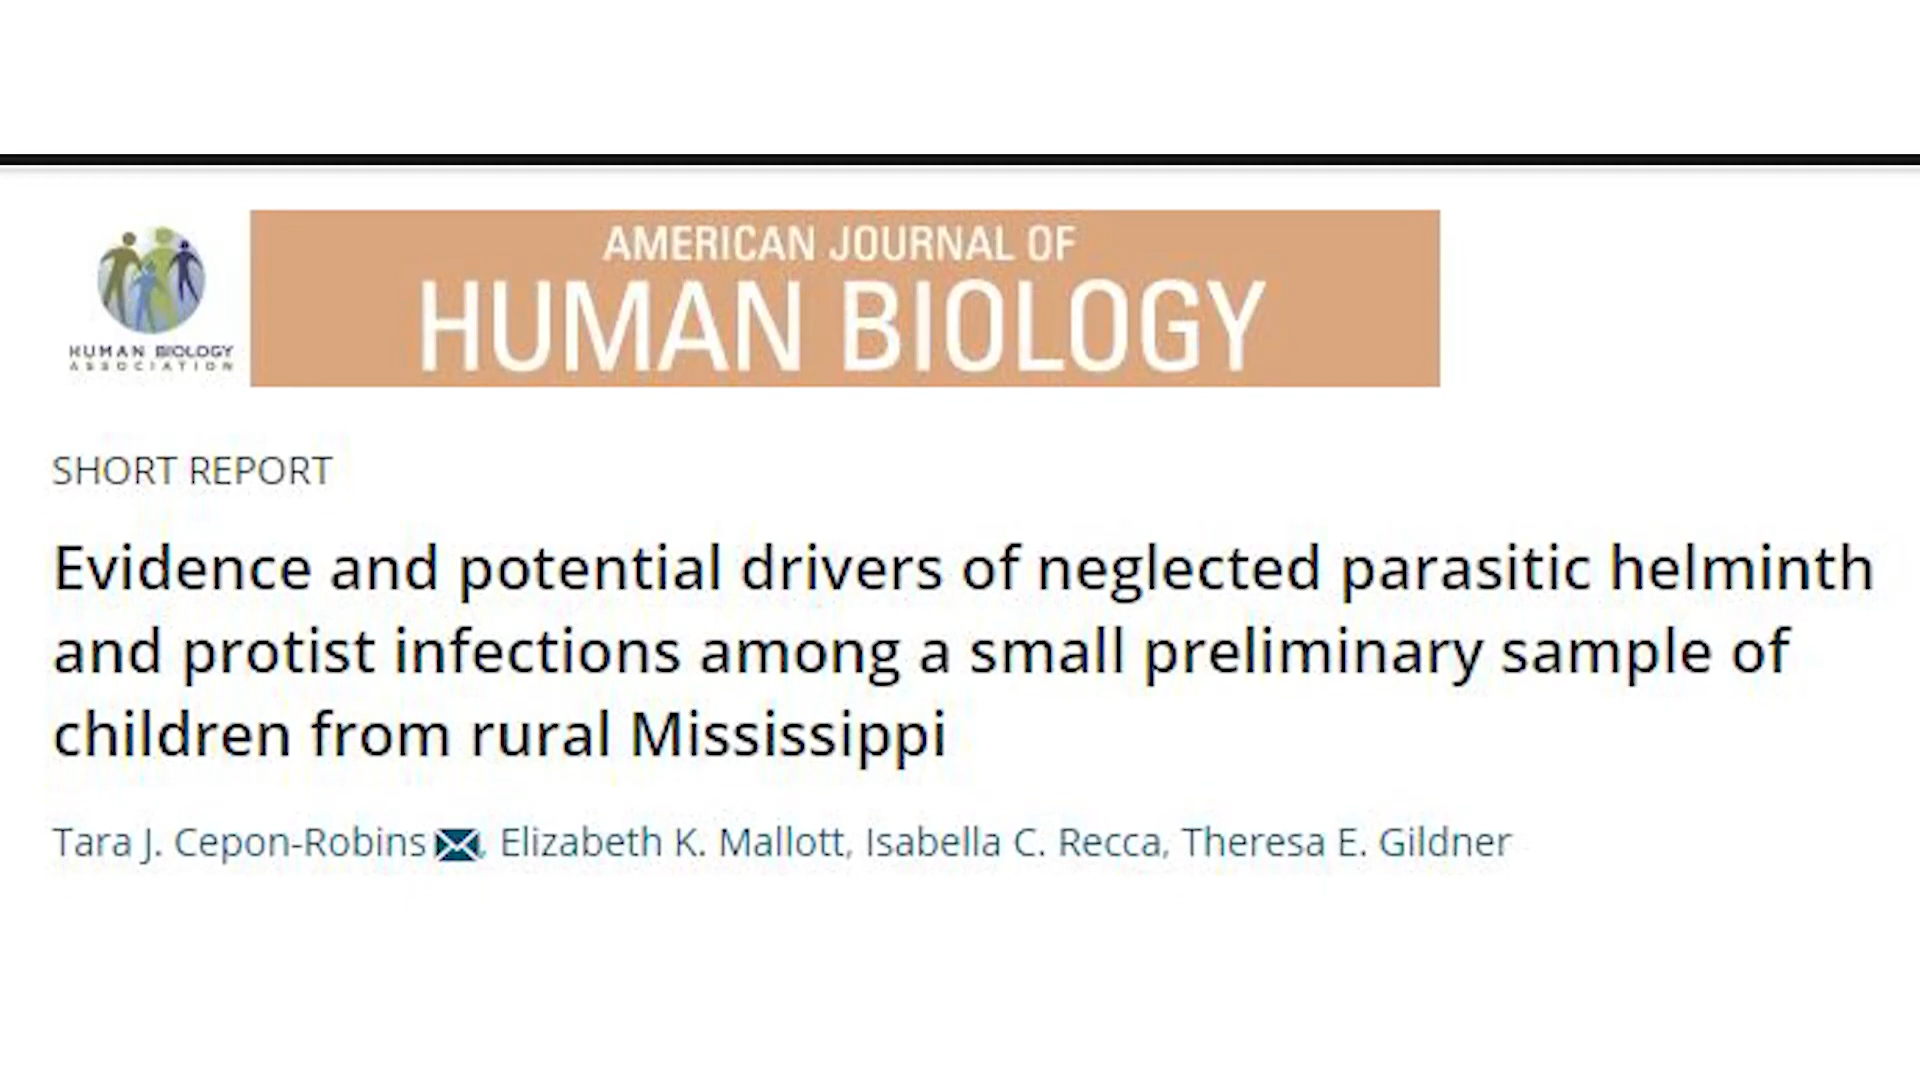 AMERICAN JOURNAL OF
HUMAN BIOLOGY
HUMAN BIOLOGY
ASSOCIATION
SHORT REPORT
Evidence and potential drivers of neglected parasitic helminth
and protist infections among a small preliminary sample of
children from rural Mississippi
Tara J. Cepon-Robins, Elizabeth K. Mallott, Isabella C. Recca, Theresa E. Gildner